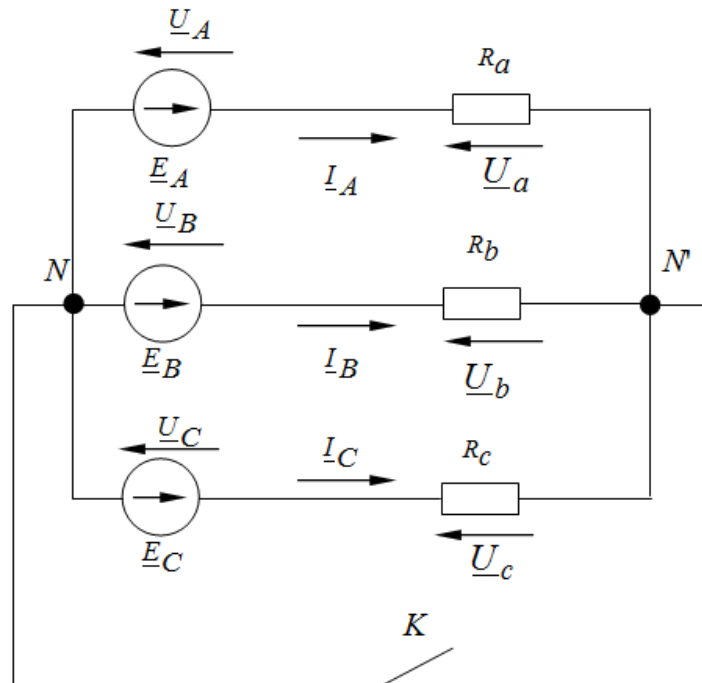 U_A
R_a
E_A
I_A
U_a
U_B
R_b
N
N'
E_B
I_B
U_b
U_C
I_C
R_c
E_C
U_c
K